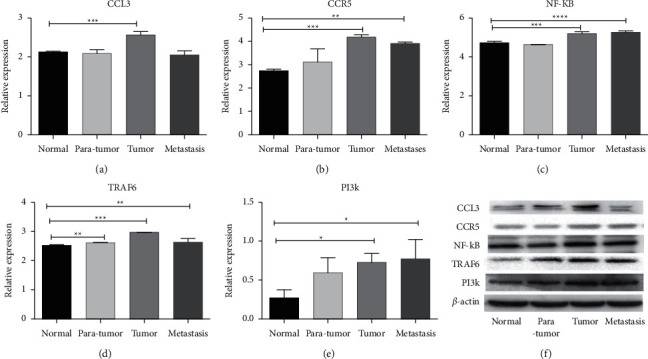 CCL3
Relative expression
3
2
1
0
***
Normal Para-tumor Tumor Metastasis
(a)
CCR5
Relative expression
5
4
3
2
1
0
**
***
Normal Para-tumor Tumor Metastases
(b)
NF-KB
Relative expression
6
4
2
0
****
***
Normal Para-tumor Tumor Metastasis
(c)
TRAF6
Relative expression
5
4
3
2
1
0
**
***
**
Normal Para-tumor Tumor Metastasis
(d)
PI3k
Relative expression
1.5
1.0
0.5
0.0
*
*
Normal Para-tumor Tumor Metastasis
(e)
CCL3
CCR5
NF-kB
TRAF6
PI3k
β-actin
Normal Para Tumor Metastasis
-tumor
(f)